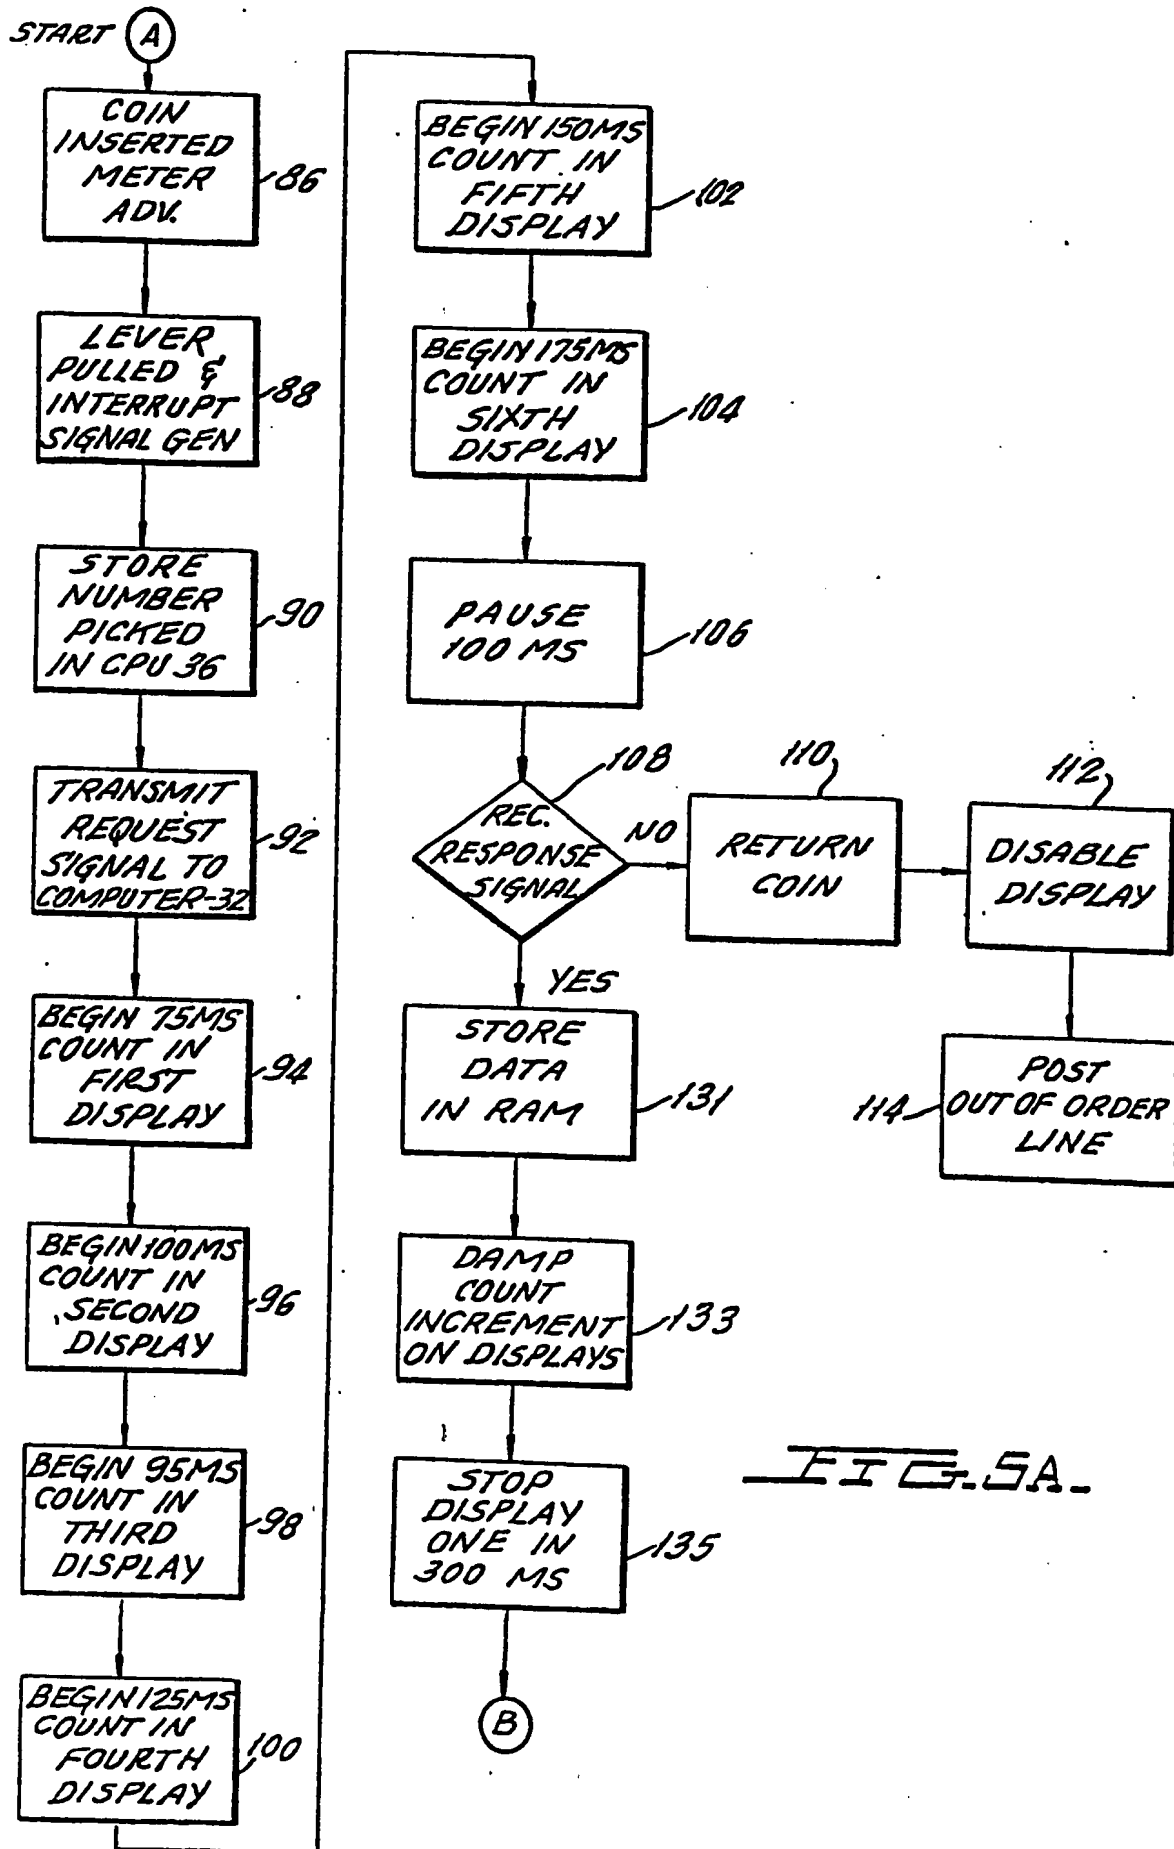 START A
COIN
INSERTED
METER
ADV.
86
LEVER
PULLED &
INTERRUPT
SIGNAL GEN
88
STORE
NUMBER
PICKED
IN CPU 36
90
TRANSMIT
REQUEST
SIGNAL TO
COMPUTER-32
92
BEGIN 75MS
COUNT IN
FIRST
DISPLAY
94
BEGIN 100MS
COUNT IN
SECOND
DISPLAY
96
BEGIN 95MS
COUNT IN
THIRD
DISPLAY
98
BEGIN 125MS
COUNT IN
FOURTH
DISPLAY
100
BEGIN 150MS
COUNT IN
FIFTH
DISPLAY
102
BEGIN 175MS
COUNT IN
SIXTH
DISPLAY
104
PAUSE
100 MS
106
REC.
RESPONSE
SIGNAL
108
NO
RETURN
COIN
110
DISABLE
DISPLAY
112
POST
OUT OF ORDER
LINE
114
YES
STORE
DATA
IN RAM
131
DAMP
COUNT
INCREMENT
ON DISPLAYS
133
STOP
DISPLAY
ONE IN
300 MS
135
B
FIG. 5A.